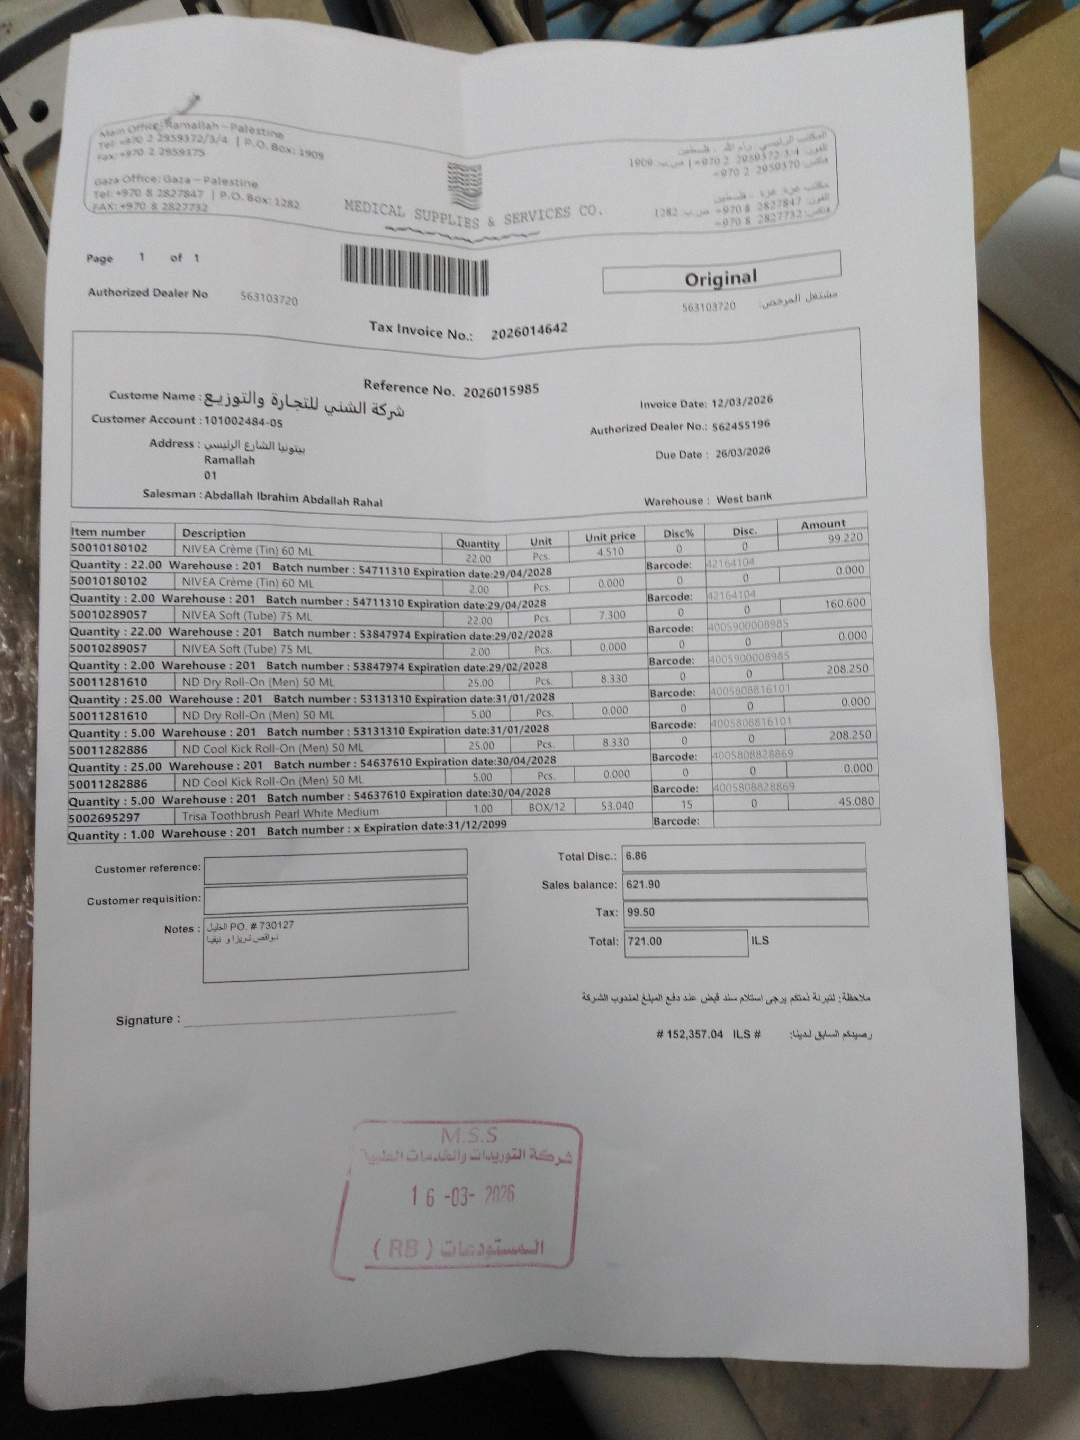 Main Office: Ramallah – Palestine
Tel: +970 2 2959372/3/4 | P.O. Box: 1909
Fax: +970 2 2959375
Gaza Office: Gaza – Palestine
Tel: +970 8 2827847 | P.O. Box: 1282
FAX: +970 8 2827732
MEDICAL SUPPLIES & SERVICES CO.
المكتب الرئيسي: رام الله - فلسطين
+970 2 2959372/3/4 | ص.ب. 1909
مكتب غزة: غزة - فلسطين
+970 8 2827847 ص.ب. 1282
فاكس: +970 8 2827732
Page 1 of 1
Original
Authorized Dealer No 563103720
مشتغل المرخص: 563103720
Tax Invoice No.: 2026014642
Reference No. 2026015985
Custome Name : شركة الشني للتجارة والتوزيع
Customer Account : 101002484-05
Address : بيتونيا الشارع الرئيسي
Ramallah
01
Salesman : Abdallah Ibrahim Abdallah Rahal
Invoice Date: 12/03/2026
Authorized Dealer No.: 562455196
Due Date : 26/03/2026
Warehouse : West bank
Item number Description Quantity Unit Unit price Disc% Disc. Amount
50010180102 NIVEA Crème (Tin) 60 ML 22.00 Pcs. 4.510 0 0 99.220
Quantity : 22.00 Warehouse : 201 Batch number : 54711310 Expiration date:29/04/2028 Barcode: 42164104
50010180102 NIVEA Crème (Tin) 60 ML 2.00 Pcs. 0.000 0 0 0.000
Quantity : 2.00 Warehouse : 201 Batch number : 54711310 Expiration date:29/04/2028 Barcode: 42164104
50010289057 NIVEA Soft (Tube) 75 ML 22.00 Pcs. 7.300 0 0 160.600
Quantity : 22.00 Warehouse : 201 Batch number : 53847974 Expiration date:29/02/2028 Barcode: 4005900008985
50010289057 NIVEA Soft (Tube) 75 ML 2.00 Pcs. 0.000 0 0 0.000
Quantity : 2.00 Warehouse : 201 Batch number : 53847974 Expiration date:29/02/2028 Barcode: 4005900008985
50011281610 ND Dry Roll-On (Men) 50 ML 25.00 Pcs. 8.330 0 0 208.250
Quantity : 25.00 Warehouse : 201 Batch number : 53131310 Expiration date:31/01/2028 Barcode: 4005808816101
50011281610 ND Dry Roll-On (Men) 50 ML 5.00 Pcs. 0.000 0 0 0.000
Quantity : 5.00 Warehouse : 201 Batch number : 53131310 Expiration date:31/01/2028 Barcode: 4005808816101
50011282886 ND Cool Kick Roll-On (Men) 50 ML 25.00 Pcs. 8.330 0 0 208.250
Quantity : 25.00 Warehouse : 201 Batch number : 54637610 Expiration date:30/04/2028 Barcode: 4005808828869
50011282886 ND Cool Kick Roll-On (Men) 50 ML 5.00 Pcs. 0.000 0 0 0.000
Quantity : 5.00 Warehouse : 201 Batch number : 54637610 Expiration date:30/04/2028 Barcode: 4005808828869
5002695297 Trisa Toothbrush Pearl White Medium 1.00 BOX/12 53.040 15 0 45.080
Quantity : 1.00 Warehouse : 201 Batch number : x Expiration date:31/12/2099 Barcode:
Customer reference:
Customer requisition:
Notes : الخليل PO. # 730127
نواقص تريزا و نيفيا
Total Disc.: 6.86
Sales balance: 621.90
Tax: 99.50
Total: 721.00 ILS
Signature :
ملاحظة: لتبرئة ذمتكم يرجى استلام سند قبض عند دفع المبلغ لمندوب الشركة
رصيدكم السابق لدينا: # 152,357.04 ILS #
M.S.S
شركة التوريدات والخدمات الطبية
16 -03- 2026
المستودعات (RB)